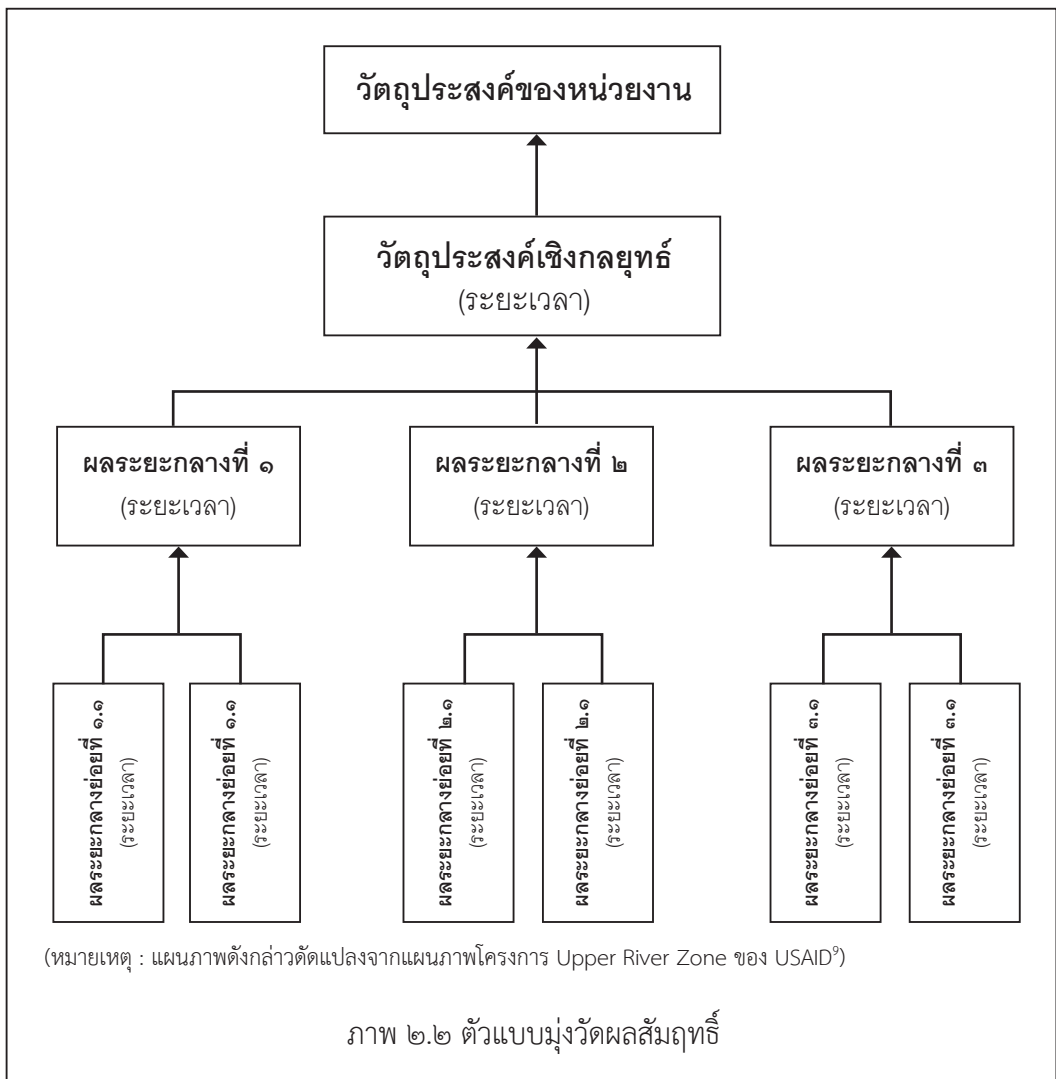 วัตถุประสงค์ของหน่วยงาน
วัตถุประสงค์เชิงกลยุทธ์
(ระยะเวลา)
ผลระยะกลางที่ ๑
(ระยะเวลา)
ผลระยะกลางที่ ๒
(ระยะเวลา)
ผลระยะกลางที่ ๓
(ระยะเวลา)
ผลระยะกลางย่อยที่ ๑.๑
(ระยะเวลา)
ผลระยะกลางย่อยที่ ๑.๑
(ระยะเวลา)
ผลระยะกลางย่อยที่ ๒.๑
(ระยะเวลา)
ผลระยะกลางย่อยที่ ๒.๑
(ระยะเวลา)
ผลระยะกลางย่อยที่ ๓.๑
(ระยะเวลา)
ผลระยะกลางย่อยที่ ๓.๑
(ระยะเวลา)
(หมายเหตุ : แผนภาพดังกล่าวดัดแปลงจากแผนภาพโครงการ Upper River Zone ของ USAID⁹)
ภาพ ๒.๒ ตัวแบบมุ่งวัดผลสัมฤทธิ์